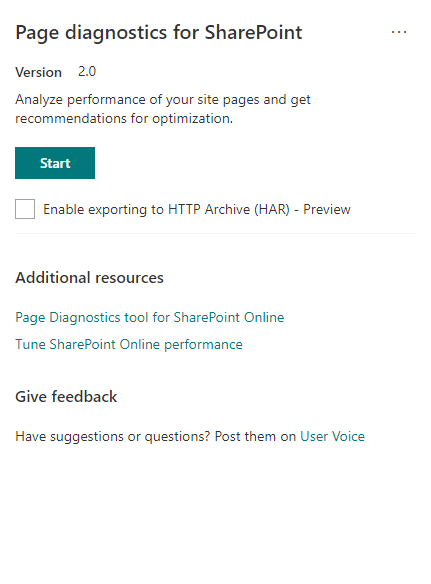 Page diagnostics for SharePoint ...
Version 2.0
Analyze performance of your site pages and get
recommendations for optimization.
Start
Enable exporting to HTTP Archive (HAR) - Preview
Additional resources
Page Diagnostics tool for SharePoint Online
Tune SharePoint Online performance
Give feedback
Have suggestions or questions? Post them on User Voice